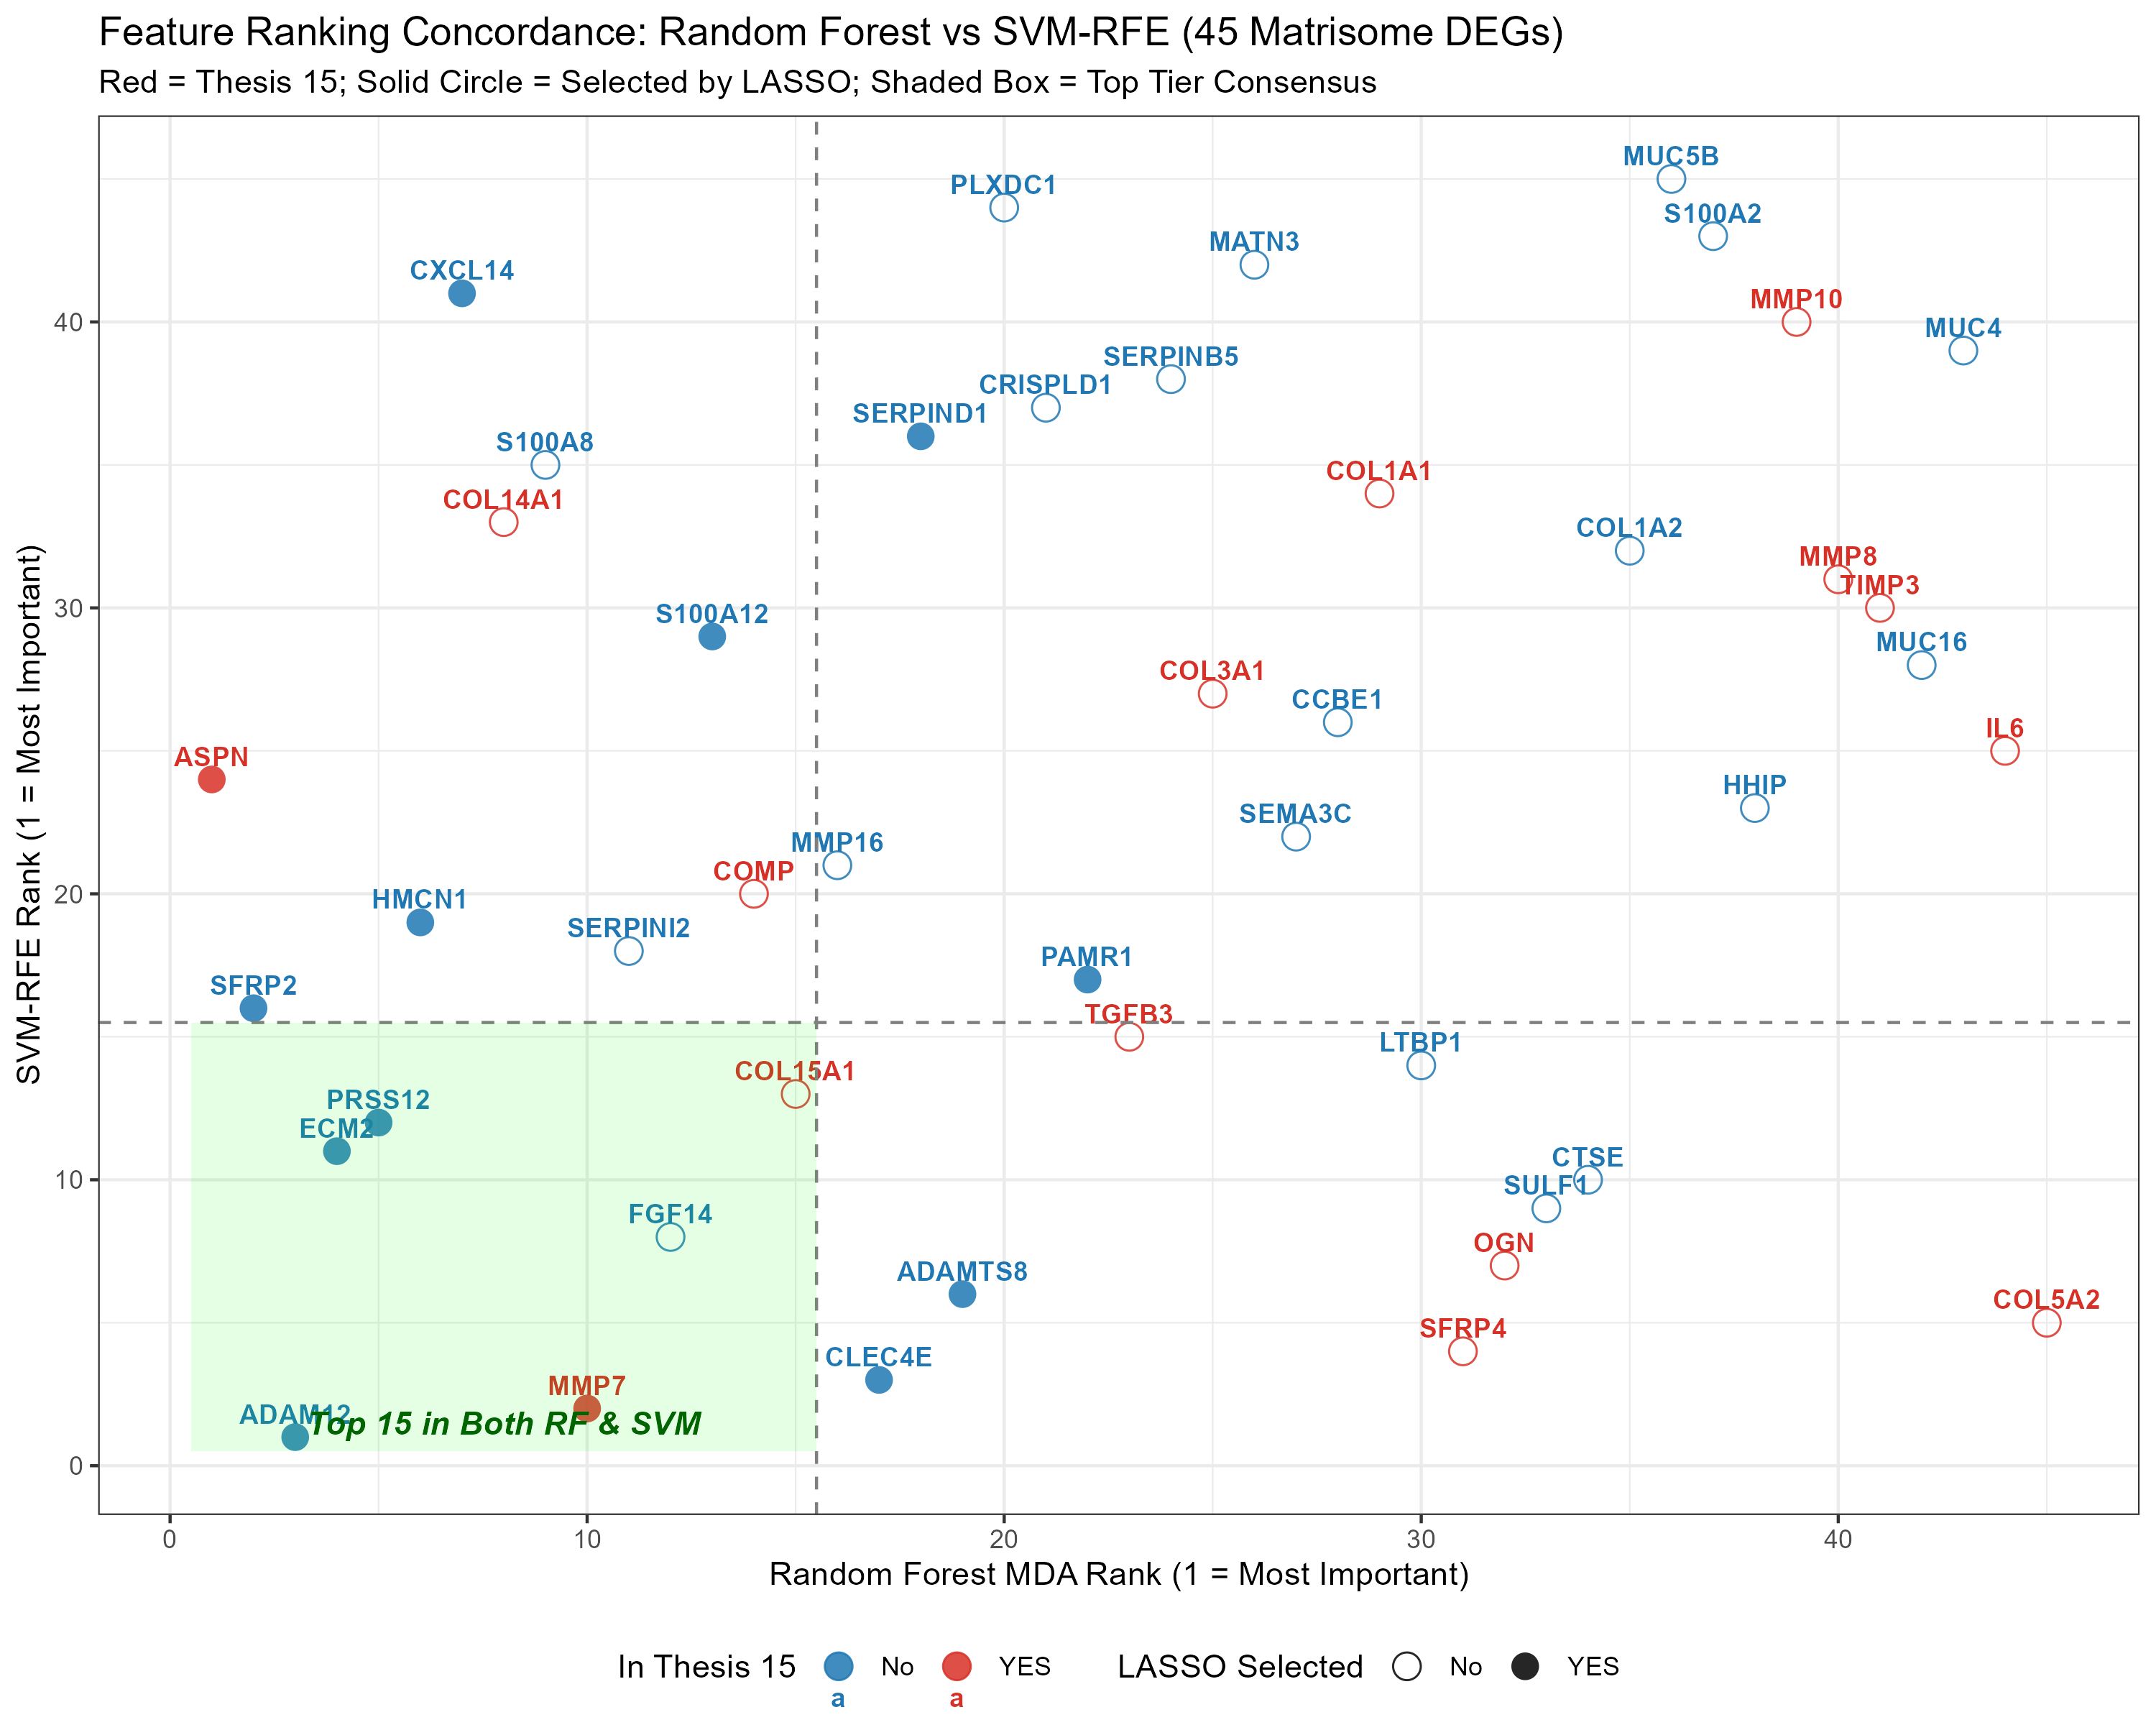 Feature Ranking Concordance: Random Forest vs SVM-RFE (45 Matrisome DEGs)
Red = Thesis 15; Solid Circle = Selected by LASSO; Shaded Box = Top Tier Consensus
SVM-RFE Rank (1 = Most Important)
MUC5B
PLXDC1
S100A2
MATN3
CXCL14
MMP10
MUC4
40
SERPINB5
CRISPLD1
SERPIND1
S100A8
COL1A1
COL14A1
COL1A2
MMP8
TIMP3
30
S100A12
MUC16
COL3A1
CCBE1
IL6
ASPN
HHIP
SEMA3C
MMP16
COMP
20
HMCN1
SERPINI2
PAMR1
SFRP2
TGFB3
LTBP1
COL15A1
PRSS12
ECM2
CTSE
10
SULF1
FGF14
OGN
ADAMTS8
COL5A2
SFRP4
CLEC4E
MMP7
ADAM12
Top 15 in Both RF & SVM
0
0 10 20 30 40
Random Forest MDA Rank (1 = Most Important)
In Thesis 15 No YES LASSO Selected No YES
a a